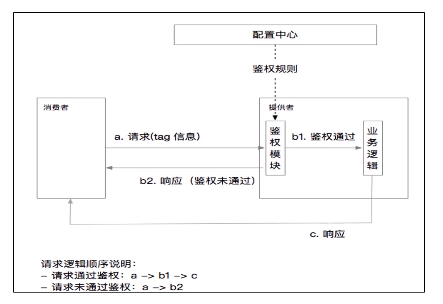 配置中心
鉴权规则
消费者
提供者
a. 请求(tag 信息)
鉴权模块
b1. 鉴权通过
业务逻辑
b2. 响应（鉴权未通过）
c. 响应
请求逻辑顺序说明:
– 请求通过鉴权: a –> b1 –> c
– 请求未通过鉴权: a –> b2